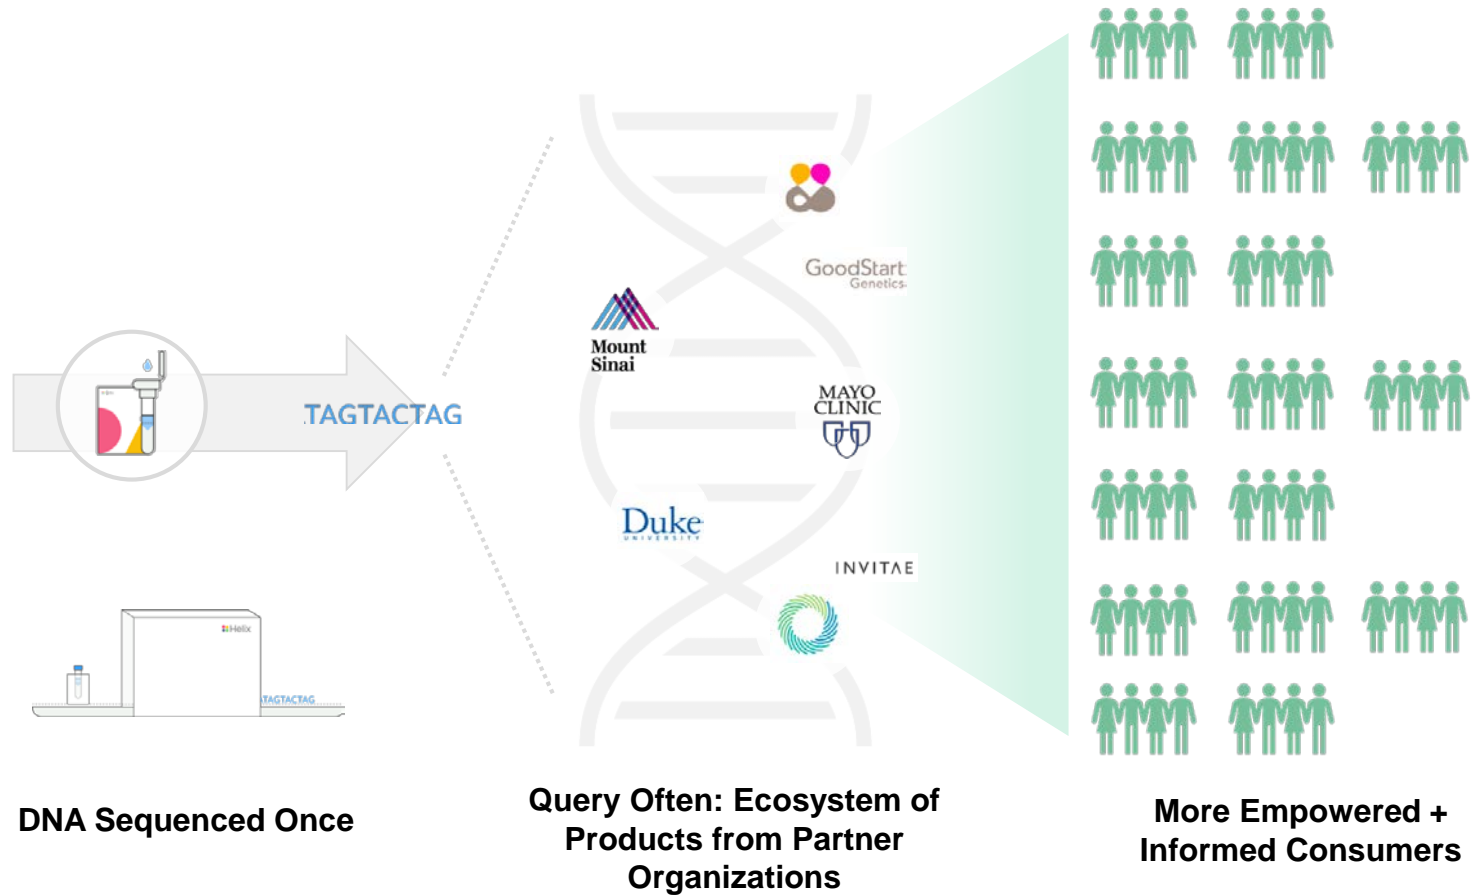 TAGTACTAG
GoodStart
Genetics
Mount
Sinai
MAYO
CLINIC
Duke
UNIVERSITY
INVITAE
Helix
TAGTACTAG
DNA Sequenced Once
Query Often: Ecosystem of
Products from Partner
Organizations
More Empowered +
Informed Consumers